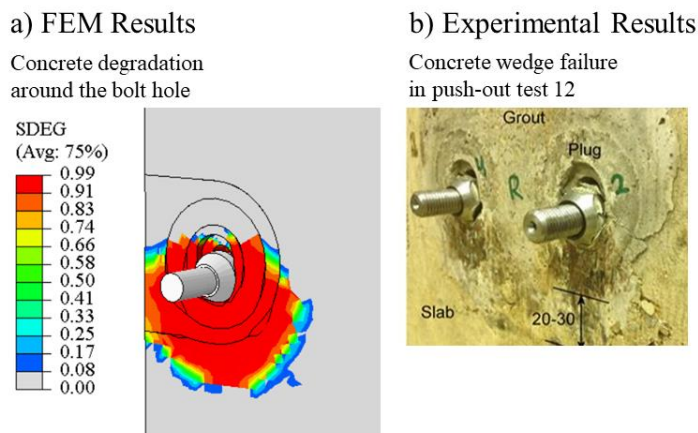 a) FEM Results
Concrete degradation
around the bolt hole
SDEG
(Avg: 75%)
0.99
0.91
0.83
0.74
0.66
0.58
0.50
0.41
0.33
0.25
0.17
0.08
0.00
b) Experimental Results
Concrete wedge failure
in push-out test 12
Grout
Plug
4
R
2
Slab
20-30